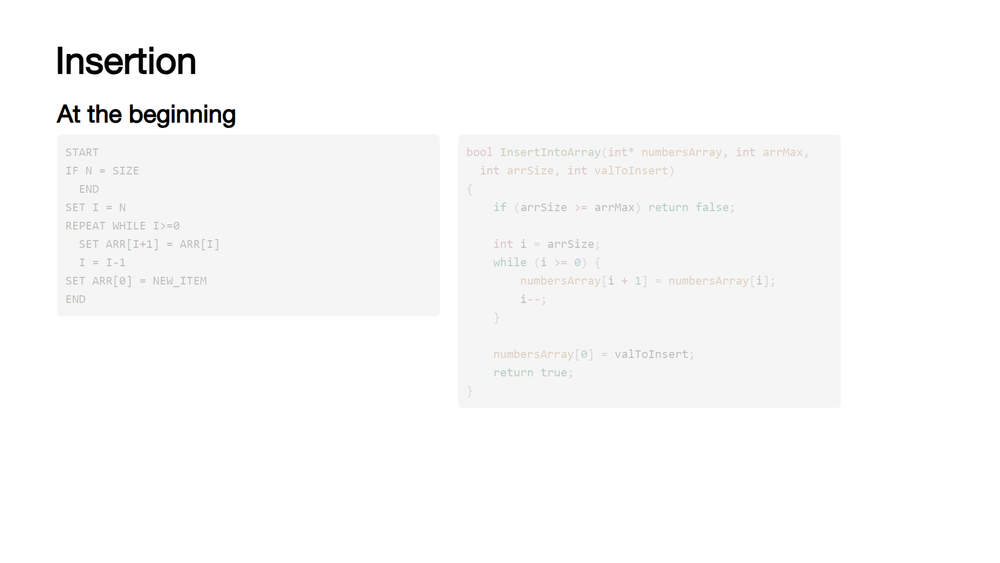 Insertion
At the beginning
START
IF N = SIZE
  END
SET I = N
REPEAT WHILE I>=0
  SET ARR[I+1] = ARR[I]
  I = I-1
SET ARR[0] = NEW_ITEM
END
bool InsertIntoArray(int* numbersArray, int arrMax,
  int arrSize, int valToInsert)
{
    if (arrSize >= arrMax) return false;
    int i = arrSize;
    while (i >= 0) {
        numbersArray[i + 1] = numbersArray[i];
        i--;
    }
    numbersArray[0] = valToInsert;
    return true;
}